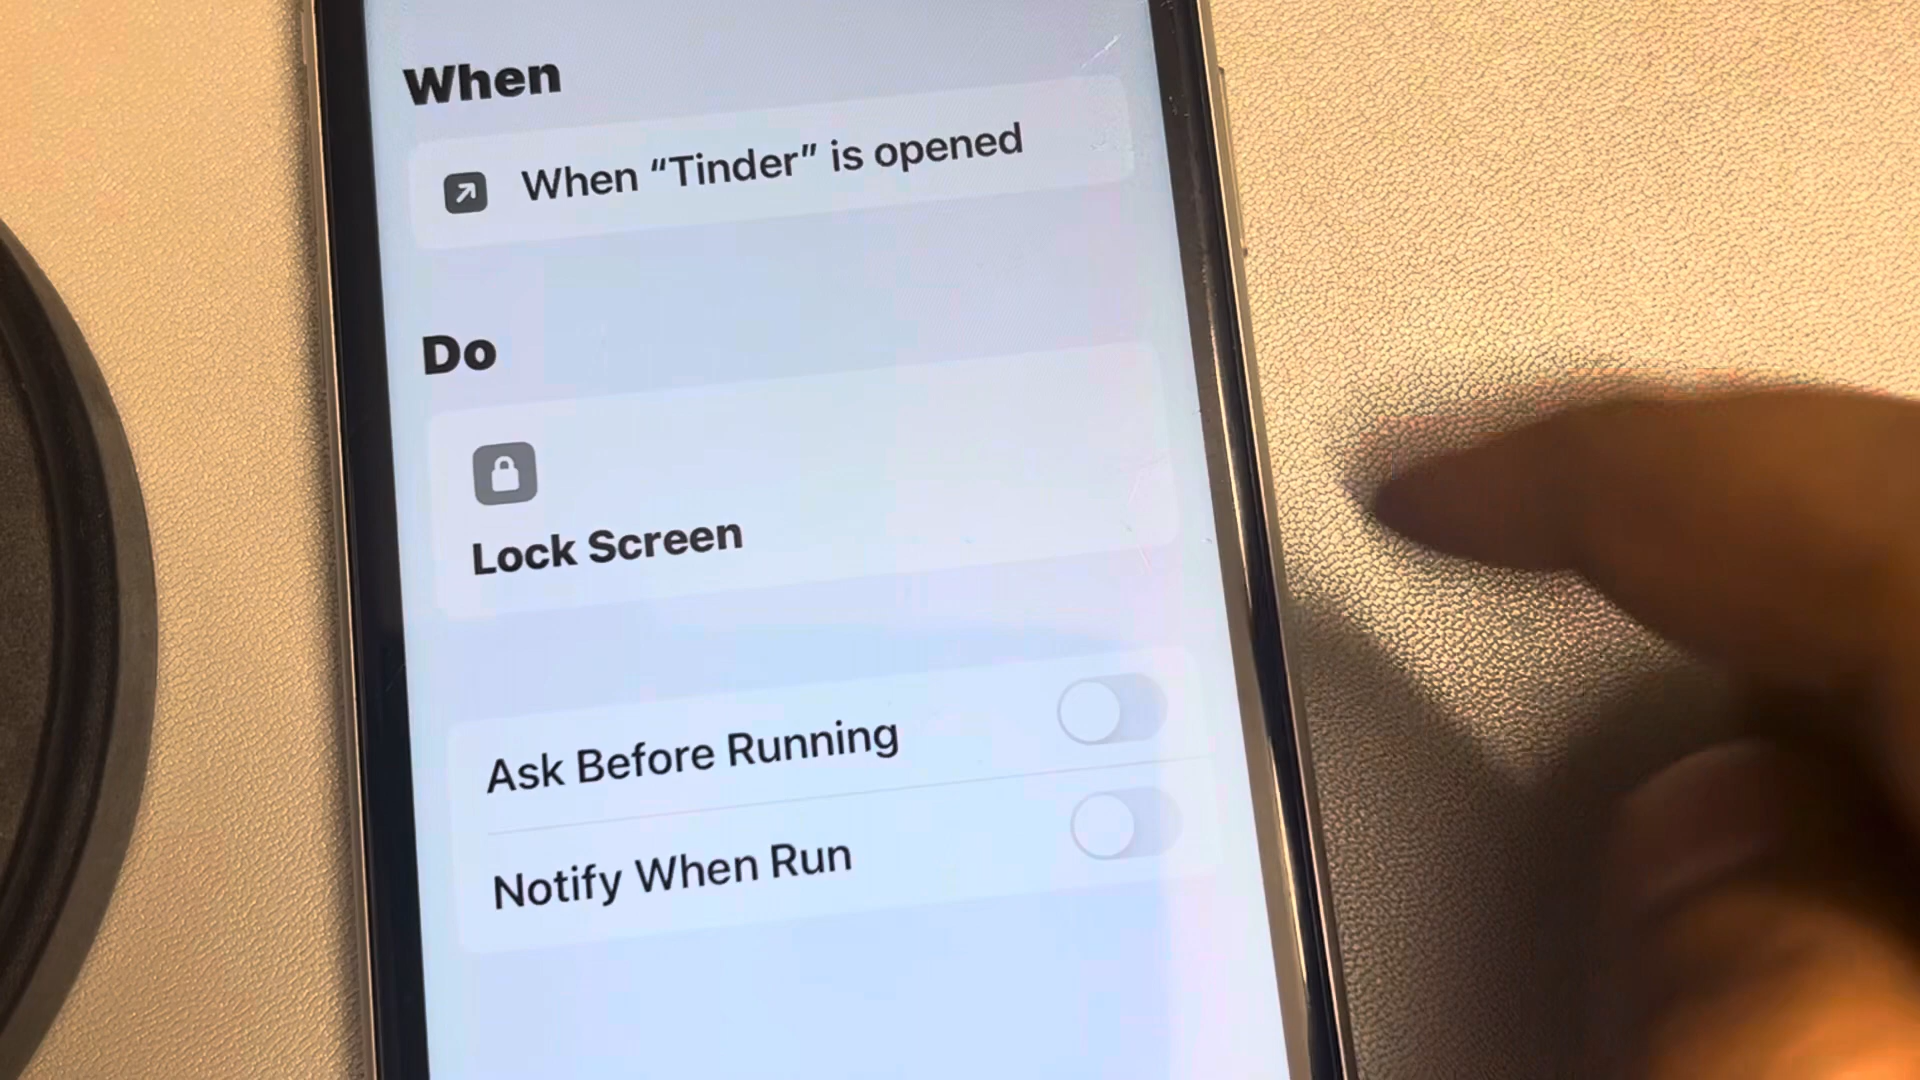 When
When “Tinder” is opened
Do
Lock Screen
Ask Before Running
Notify When Run